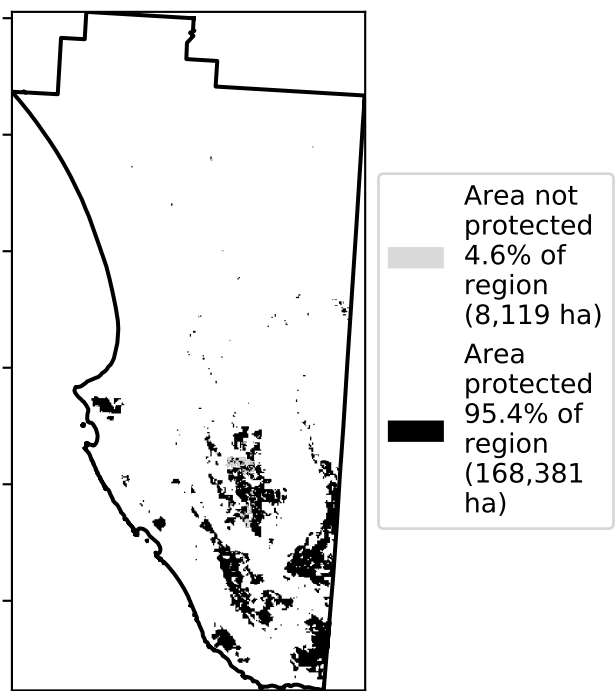 Area not
protected
4.6% of
region
(8,119 ha)
Area
protected
95.4% of
region
(168,381
ha)